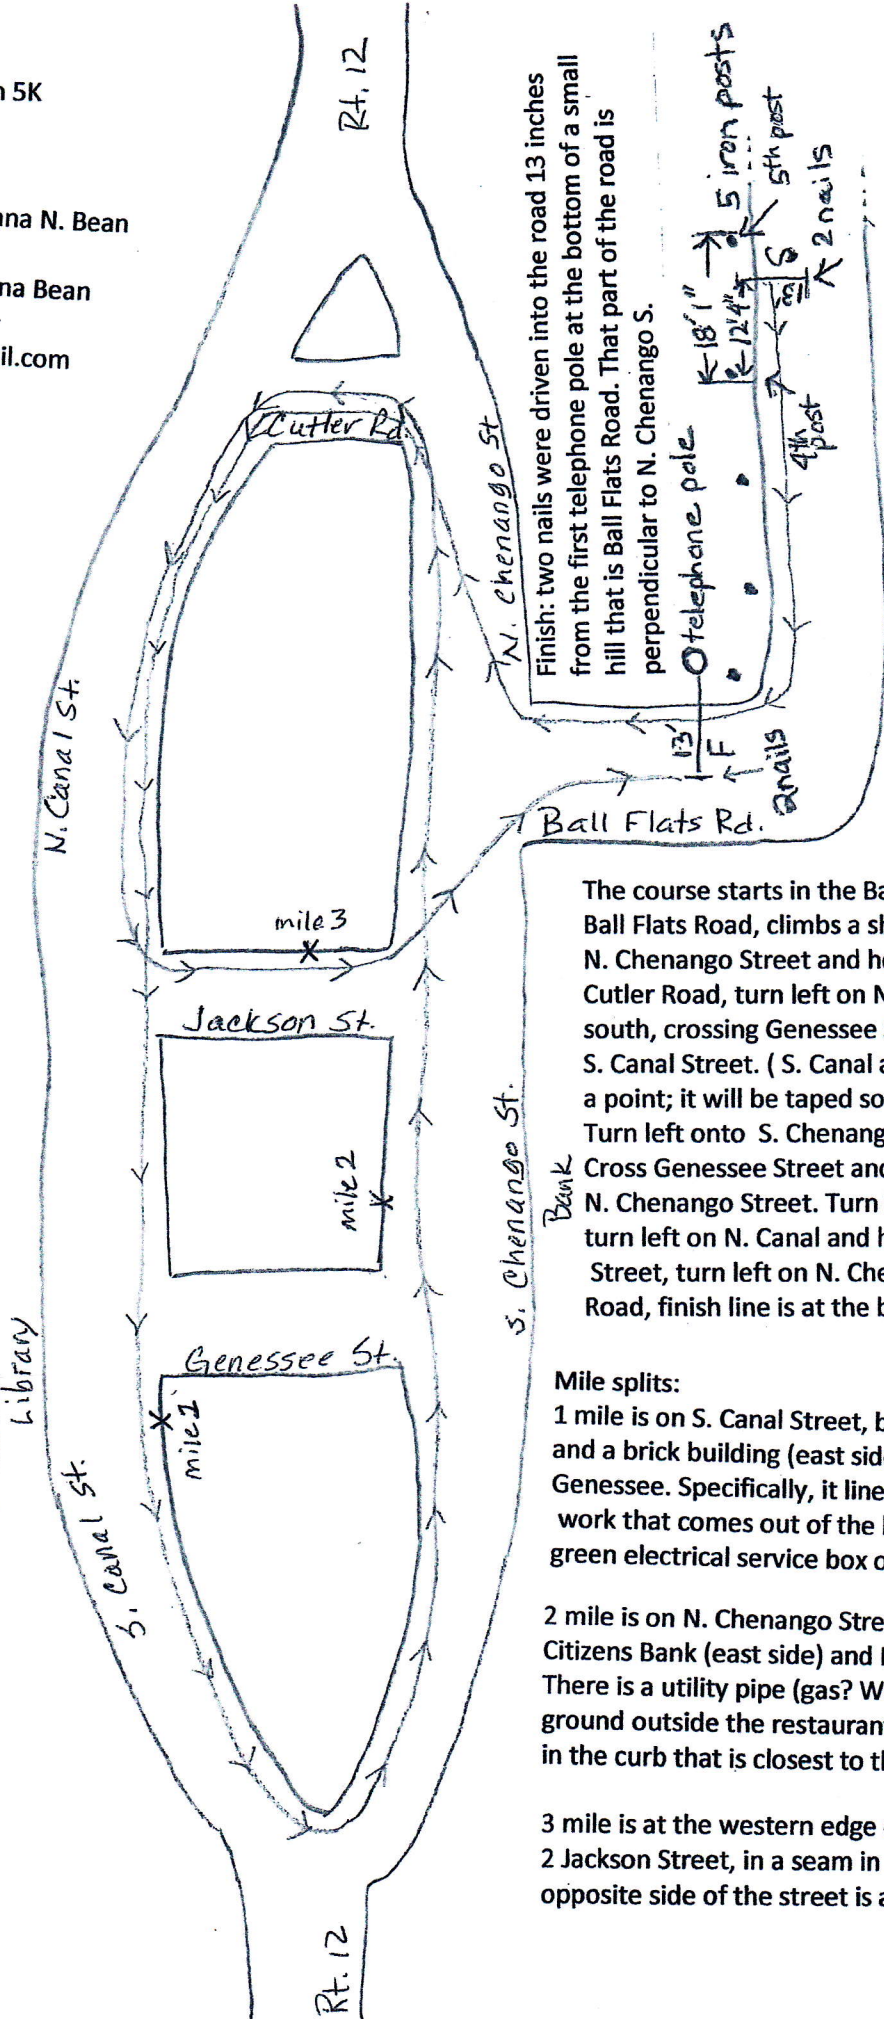 n 5K
nna N. Bean
na Bean
il.com
Rt. 12
Cutler Rd.
N. Chenango St
N. Canal St.
Finish: two nails were driven into the road 13 inches
from the first telephone pole at the bottom of a small
hill that is Ball Flats Road. That part of the road is
perpendicular to N. Chenango S.
5 iron posts
5th post
2 nails
S
18'1"
12'4"
4th post
telephone pole
13'
F
2 nails
Ball Flats Rd.
mile 3
Jackson St.
mile 2
S. Chenango St.
Bank
Library
Genessee St.
mile 1
S. Canal St.
Rt. 12
The course starts in the Ba
Ball Flats Road, climbs a sh
N. Chenango Street and he
Cutler Road, turn left on N
south, crossing Genessee
S. Canal Street. ( S. Canal a
a point; it will be taped so
Turn left onto S. Chenang
Cross Genessee Street and
N. Chenango Street. Turn
turn left on N. Canal and h
Street, turn left on N. Che
Road, finish line is at the b
Mile splits:
1 mile is on S. Canal Street, b
and a brick building (east sid
Genessee. Specifically, it line
work that comes out of the
green electrical service box o
2 mile is on N. Chenango Stre
Citizens Bank (east side) and
There is a utility pipe (gas? W
ground outside the restauran
in the curb that is closest to th
3 mile is at the western edge
2 Jackson Street, in a seam in
opposite side of the street is a